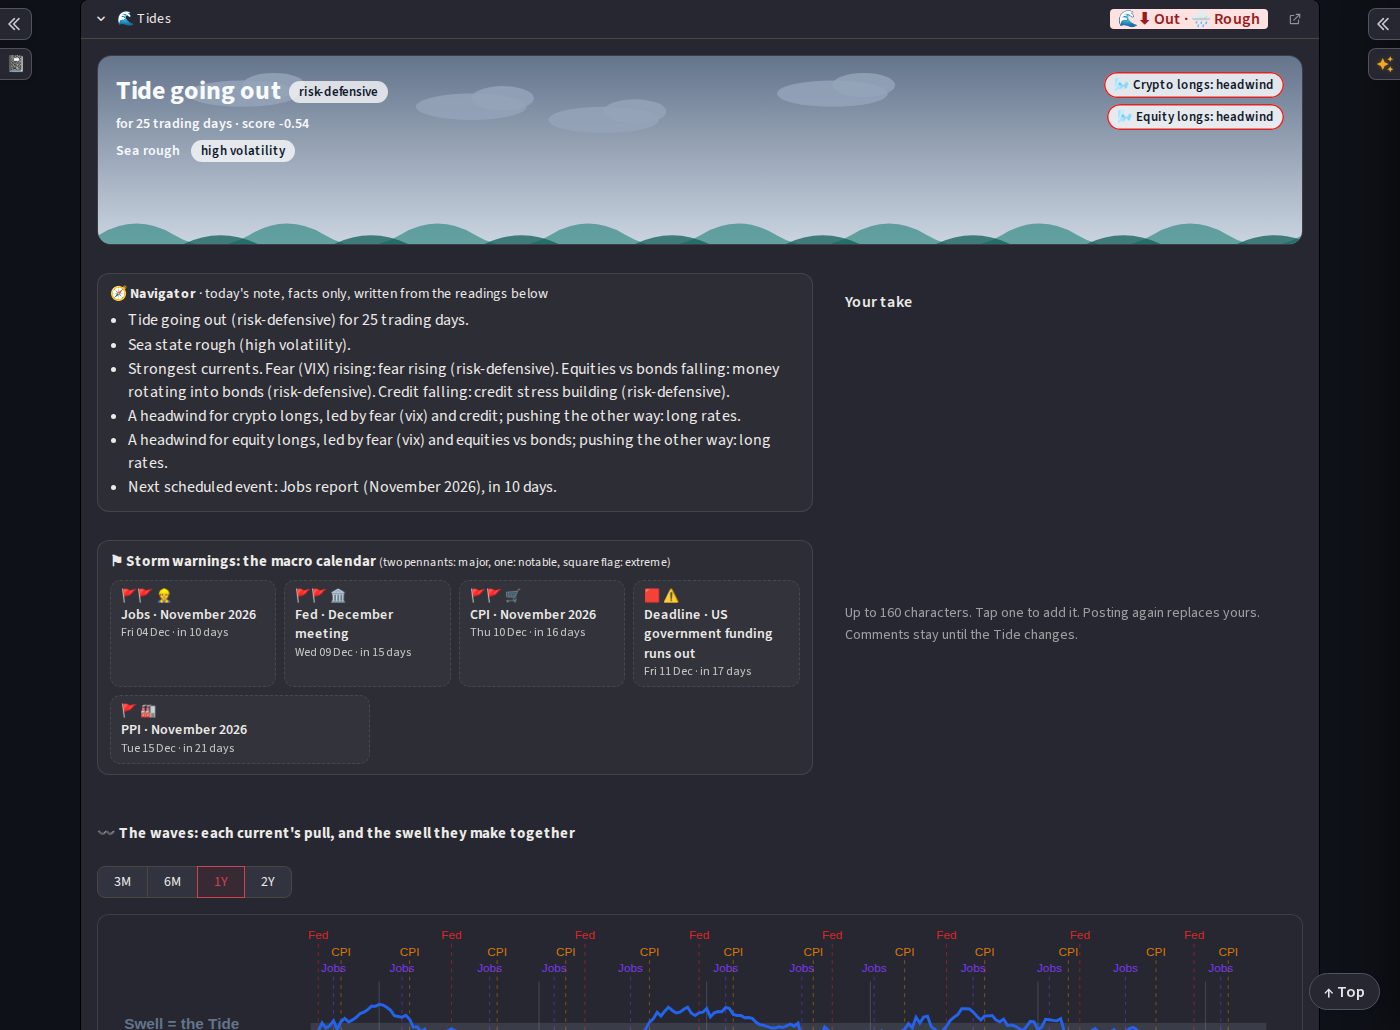 Tides
Out · Rough
Tide going out risk-defensive
for 25 trading days · score -0.54
Sea rough high volatility
Crypto longs: headwind
Equity longs: headwind
Navigator · today's note, facts only, written from the readings below
• Tide going out (risk-defensive) for 25 trading days.
• Sea state rough (high volatility).
• Strongest currents. Fear (VIX) rising: fear rising (risk-defensive). Equities vs bonds falling: money
rotating into bonds (risk-defensive). Credit falling: credit stress building (risk-defensive).
• A headwind for crypto longs, led by fear (vix) and credit; pushing the other way: long rates.
• A headwind for equity longs, led by fear (vix) and equities vs bonds; pushing the other way: long
rates.
• Next scheduled event: Jobs report (November 2026), in 10 days.
Your take
Up to 160 characters. Tap one to add it. Posting again replaces yours.
Comments stay until the Tide changes.
Storm warnings: the macro calendar (two pennants: major, one: notable, square flag: extreme)
Jobs · November 2026
Fri 04 Dec · in 10 days
Fed · December
meeting
Wed 09 Dec · in 15 days
CPI · November 2026
Thu 10 Dec · in 16 days
Deadline · US
government funding
runs out
Fri 11 Dec · in 17 days
PPI · November 2026
Tue 15 Dec · in 21 days
The waves: each current's pull, and the swell they make together
3M 6M 1Y 2Y
Fed Fed Fed Fed Fed Fed Fed Fed
CPI CPI CPI CPI CPI CPI CPI CPI CPI CPI CPI CPI
Jobs Jobs Jobs Jobs Jobs Jobs Jobs Jobs Jobs Jobs Jobs Jobs
Swell = the Tide
↑ Top